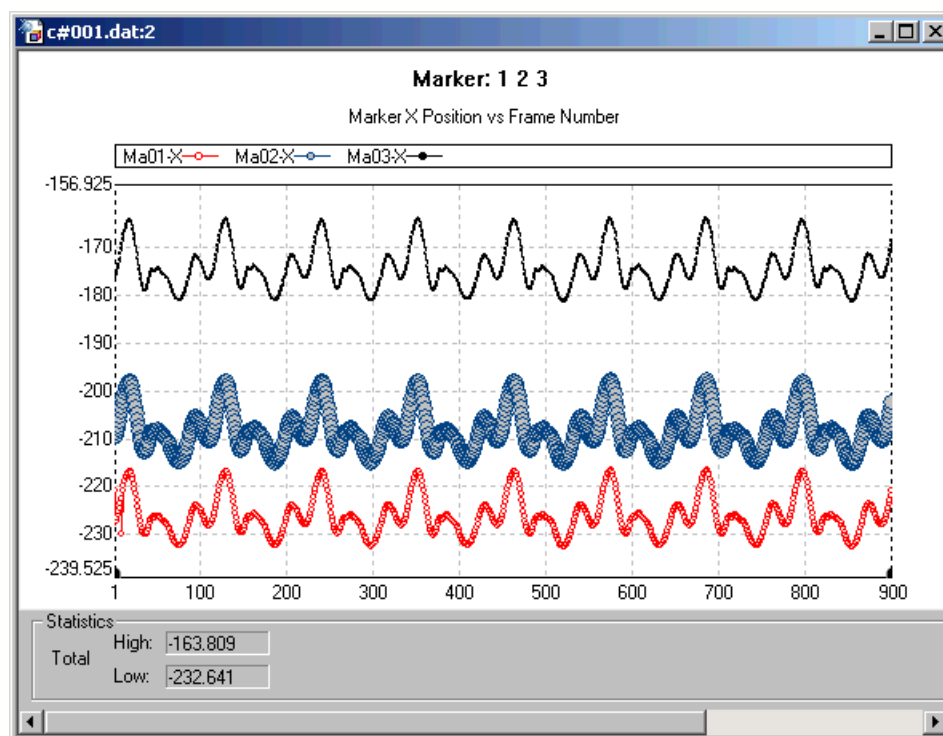 c#001.dat:2
Marker: 1 2 3
Marker X Position vs Frame Number
Ma01-X Ma02-X Ma03-X
-156.925
-170
-180
-190
-200
-210
-220
-230
-239.525
1 100 200 300 400 500 600 700 800 900
Statistics
Total
High: -163.809
Low: -232.641